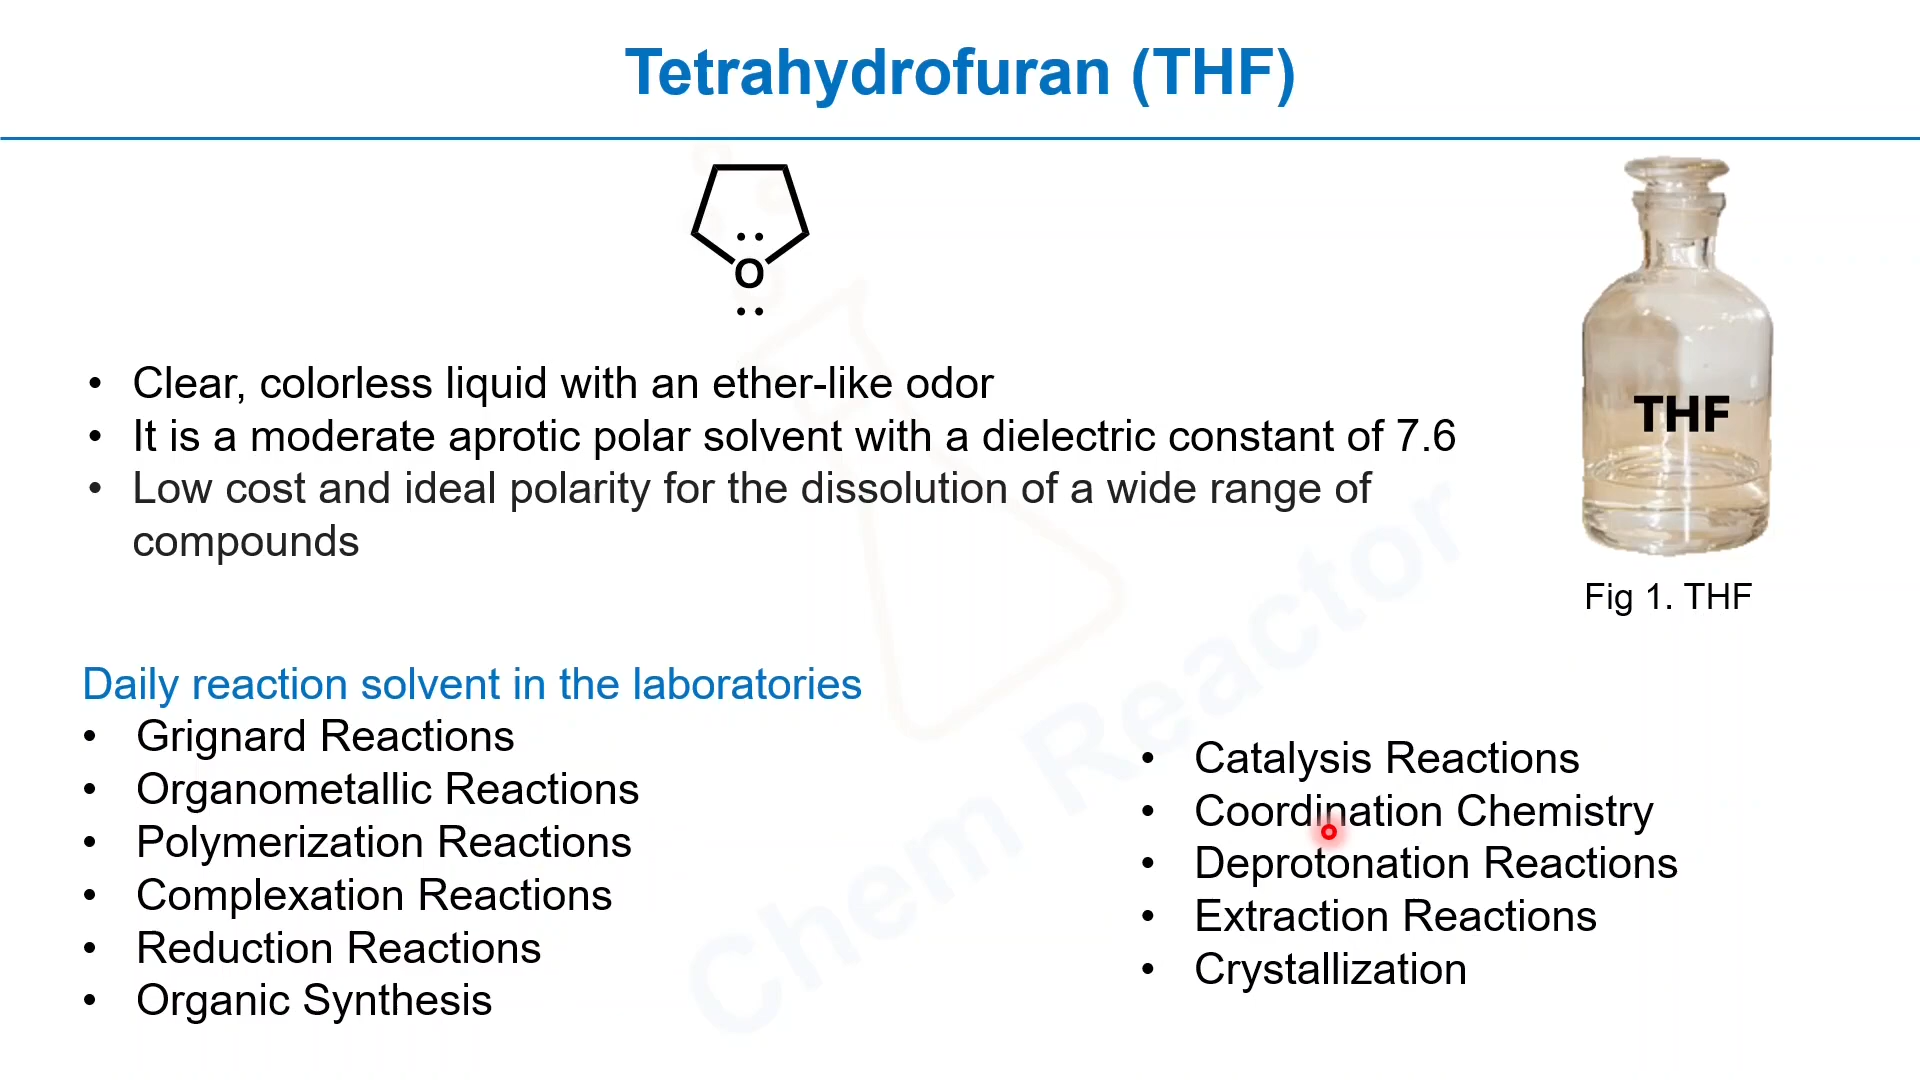 Tetrahydrofuran (THF)
O
• Clear, colorless liquid with an ether-like odor
• It is a moderate aprotic polar solvent with a dielectric constant of 7.6
• Low cost and ideal polarity for the dissolution of a wide range of
compounds
THF
Fig 1. THF
Daily reaction solvent in the laboratories
• Grignard Reactions
• Organometallic Reactions
• Polymerization Reactions
• Complexation Reactions
• Reduction Reactions
• Organic Synthesis
• Catalysis Reactions
• Coordination Chemistry
• Deprotonation Reactions
• Extraction Reactions
• Crystallization
Chem Reactor